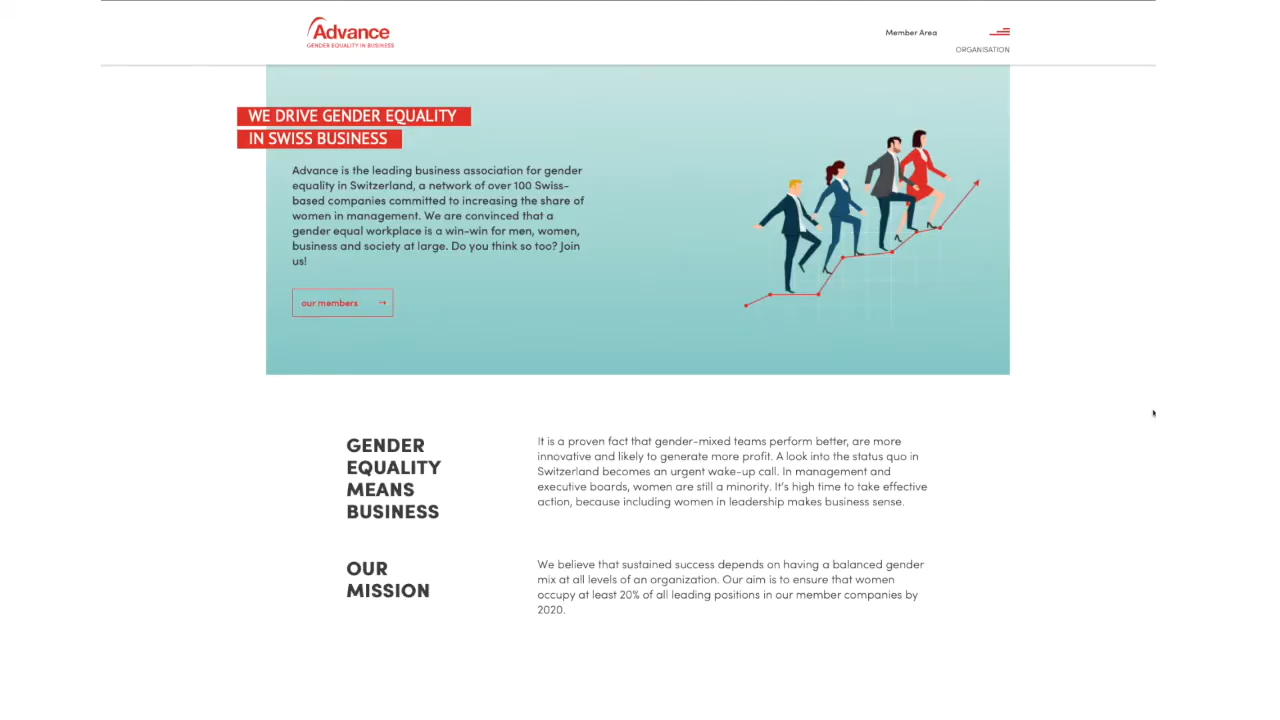 Advance
GENDER EQUALITY IN BUSINESS
Member Area
ORGANISATION
WE DRIVE GENDER EQUALITY
IN SWISS BUSINESS
Advance is the leading business association for gender
equality in Switzerland, a network of over 100 Swiss-
based companies committed to increasing the share of
women in management. We are convinced that a
gender equal workplace is a win-win for men, women,
business and society at large. Do you think so too? Join
us!
our members →
GENDER
EQUALITY
MEANS
BUSINESS
It is a proven fact that gender-mixed teams perform better, are more
innovative and likely to generate more profit. A look into the status quo in
Switzerland becomes an urgent wake-up call. In management and
executive boards, women are still a minority. It's high time to take effective
action, because including women in leadership makes business sense.
OUR
MISSION
We believe that sustained success depends on having a balanced gender
mix at all levels of an organization. Our aim is to ensure that women
occupy at least 20% of all leading positions in our member companies by
2020.